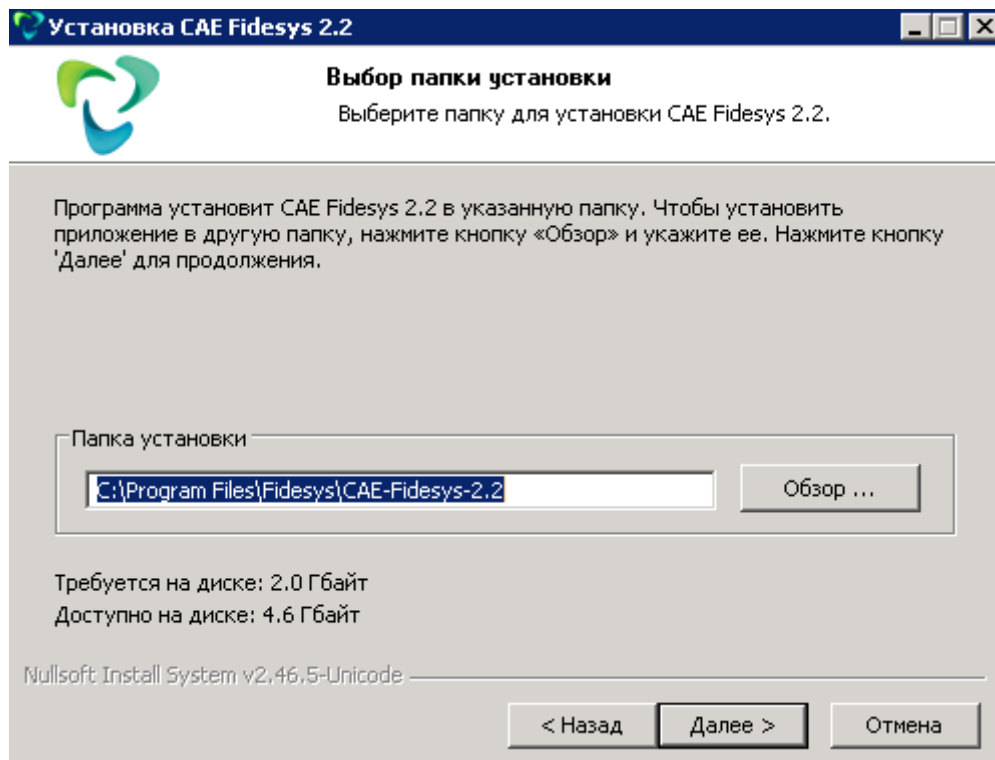 Установка CAE Fidesys 2.2
Выбор папки установки
Выберите папку для установки CAE Fidesys 2.2.
Программа установит CAE Fidesys 2.2 в указанную папку. Чтобы установить
приложение в другую папку, нажмите кнопку «Обзор» и укажите ее. Нажмите кнопку
'Далее' для продолжения.
Папка установки
C:\Program Files\Fidesys\CAE-Fidesys-2.2
Обзор ...
Требуется на диске: 2.0 Гбайт
Доступно на диске: 4.6 Гбайт
Nullsoft Install System v2.46.5-Unicode
< Назад
Далее >
Отмена